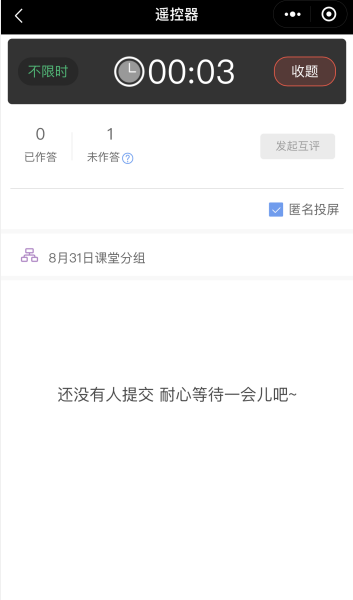 遥控器
不限时
00:03
收题
0
1
已作答
未作答?
发起互评
匿名投屏
8月31日课堂分组
还没有人提交 耐心等待一会儿吧~